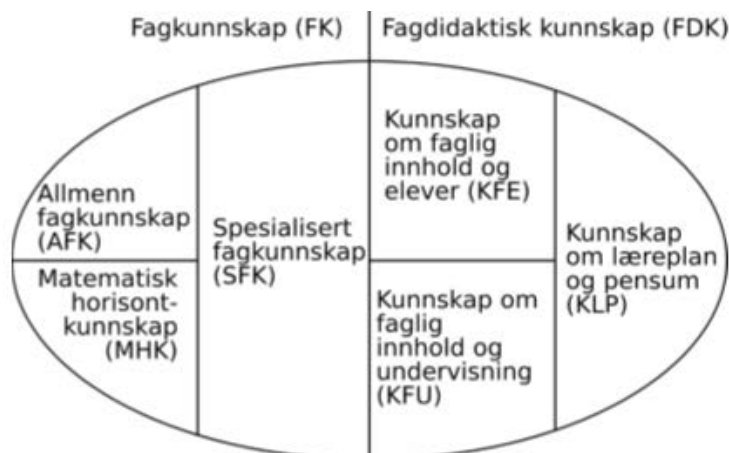 Fagkunnskap (FK)
Fagdidaktisk kunnskap (FDK)
Allmenn
fagkunnskap
(AFK)
Matematisk
horisont-
kunnskap
(MHK)
Spesialisert
fagkunnskap
(SFK)
Kunnskap
om faglig
innhold og
elever (KFE)
Kunnskap om
faglig
innhold og
undervisning
(KFU)
Kunnskap
om læreplan
og pensum
(KLP)